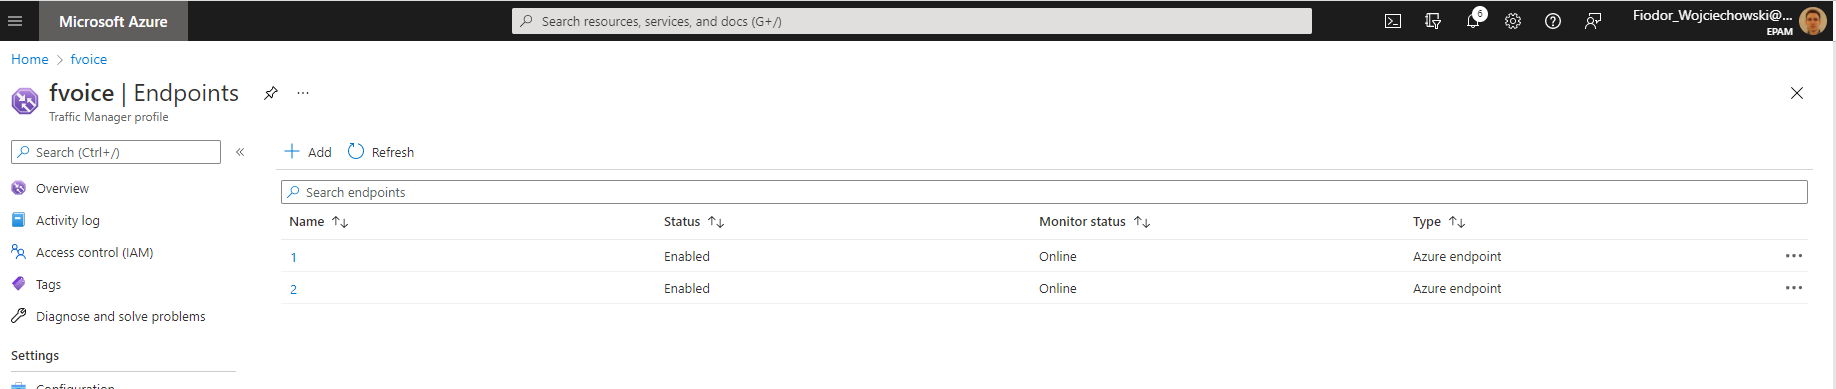 Microsoft Azure
Search resources, services, and docs (G+/)
6
Fiodor_Wojciechowski@...
EPAM
Home > fvoice
fvoice | Endpoints
...
Traffic Manager profile
Search (Ctrl+/)
«
Add
Refresh
Overview
Activity log
Access control (IAM)
Tags
Diagnose and solve problems
Settings
Configuration
Search endpoints
Name Status Monitor status Type
1 Enabled Online Azure endpoint ...
2 Enabled Online Azure endpoint ...